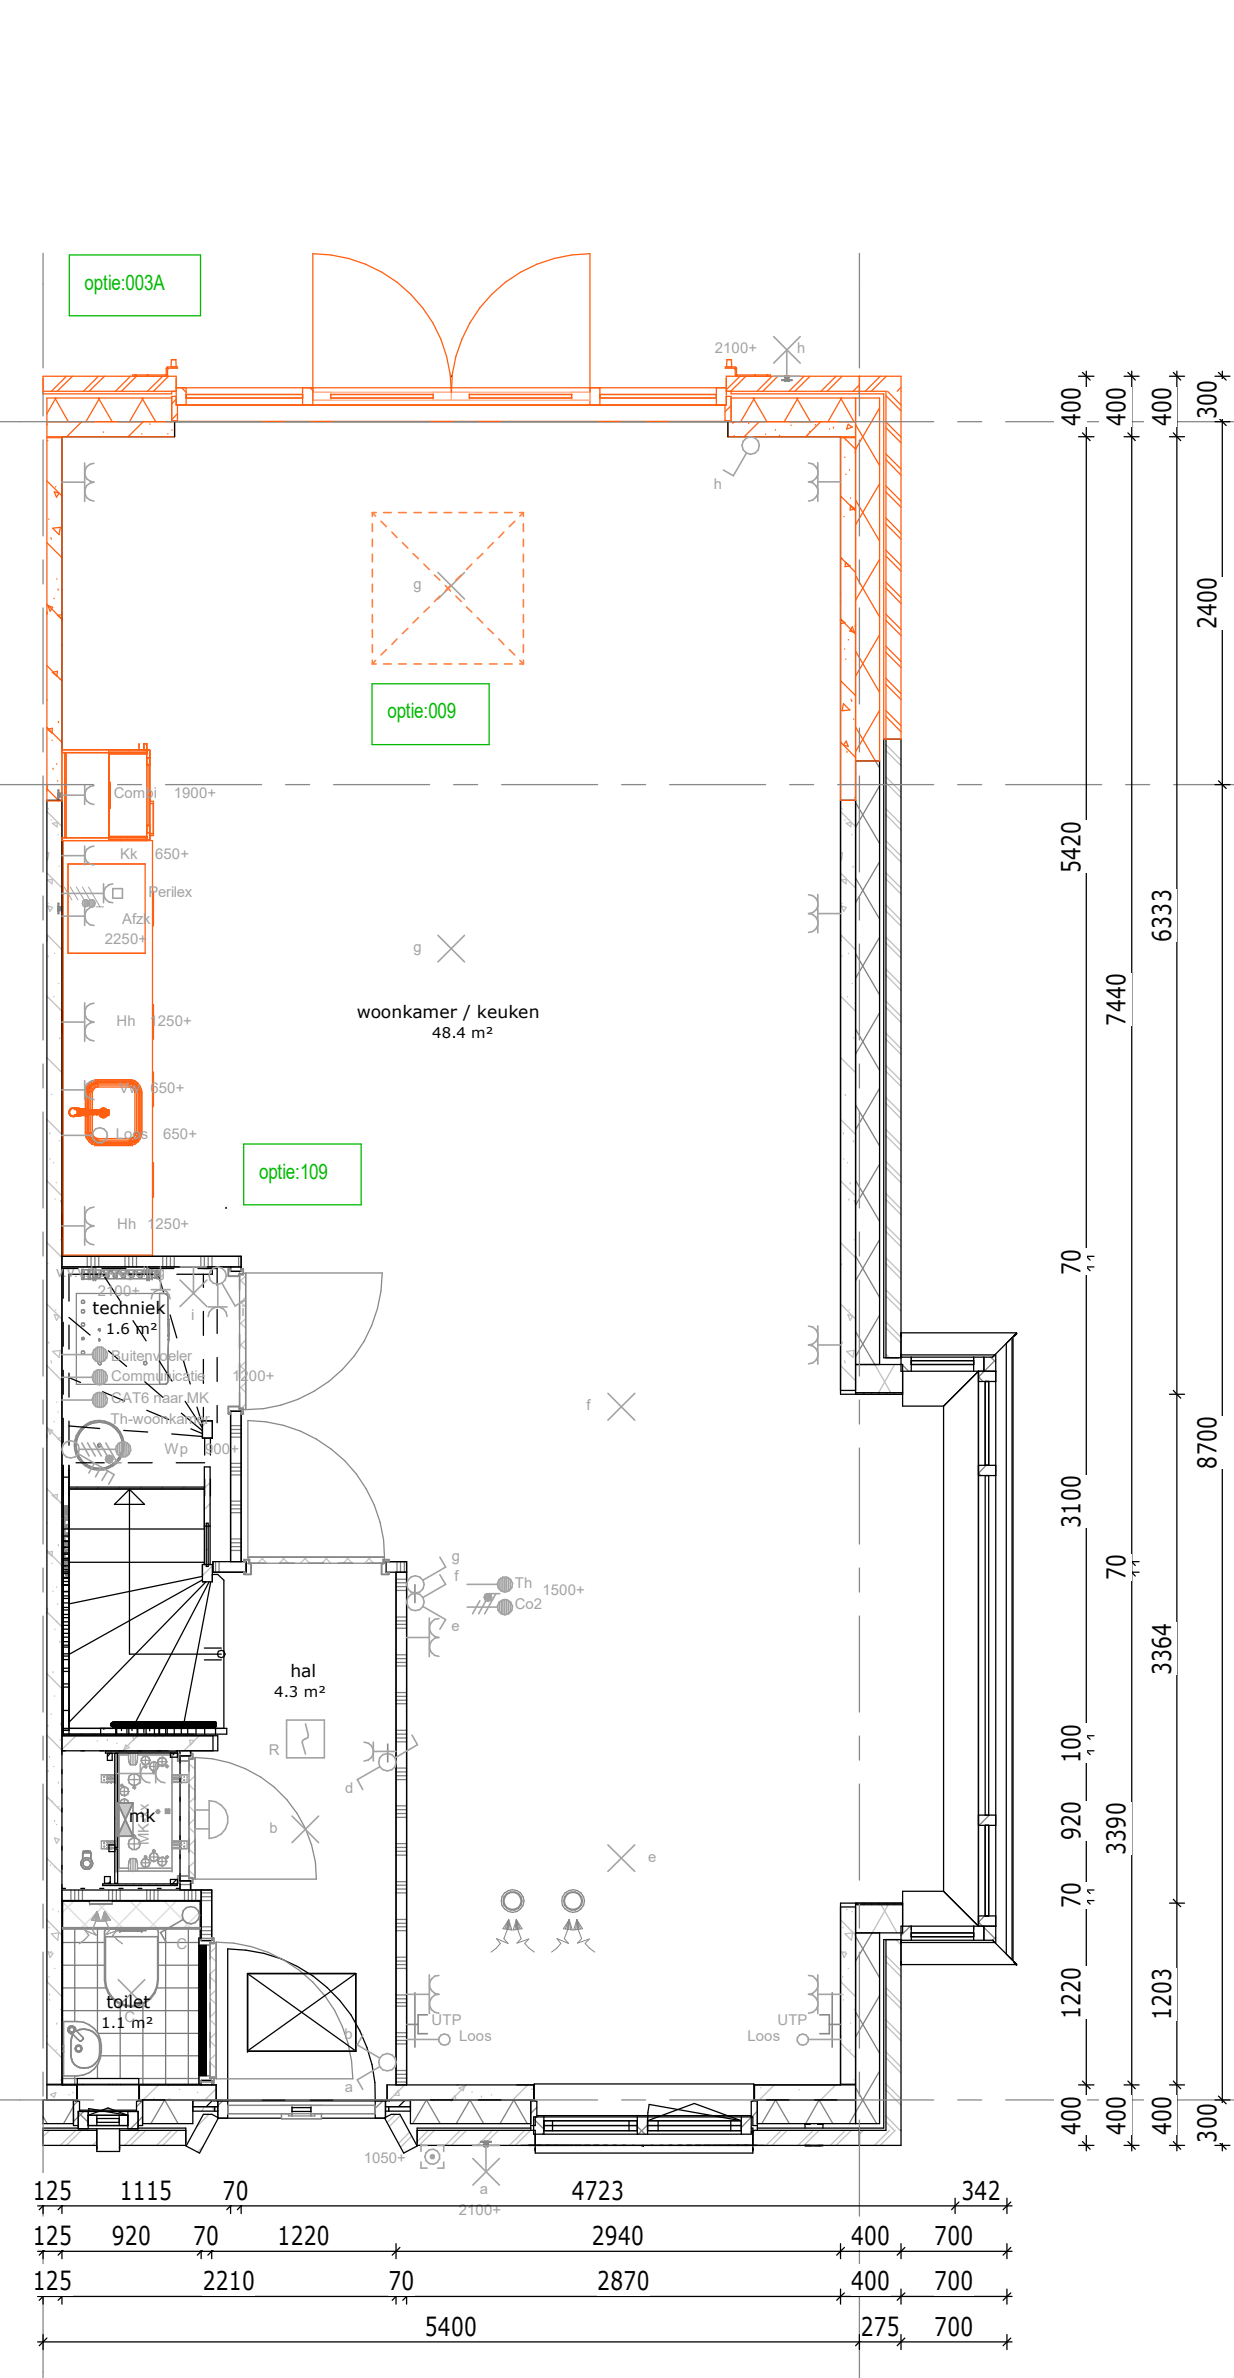 optie:003A
2100+ h
h
g
optie:009
Combi 1900+
Kk 650+
Perilex
Afzk
2250+
g
woonkamer / keuken
48.4 m²
Hh 1250+
Vw 650+
Loos 650+
optie:109
Hh 1250+
2100+
i
techniek
1.6 m²
Buitenvoeler
Communicatie 1200+
CAT6 naar MK
Th-woonkamer
Wp 900+
f
g
f
Th 1500+
Co2
e
hal
4.3 m²
R
d
mk
MK
b
e
C
toilet
1.1 m²
C
b
a
UTP
Loos
UTP
Loos
1050+
a
2100+
400 400 400 300
2400
5420
6333
7440
70
8700
3100
70
3364
100
920
3390
70
1220
1203
400 400 400 300
125 1115 70 4723 342
125 920 70 1220 2940 400 700
125 2210 70 2870 400 700
5400 275 700